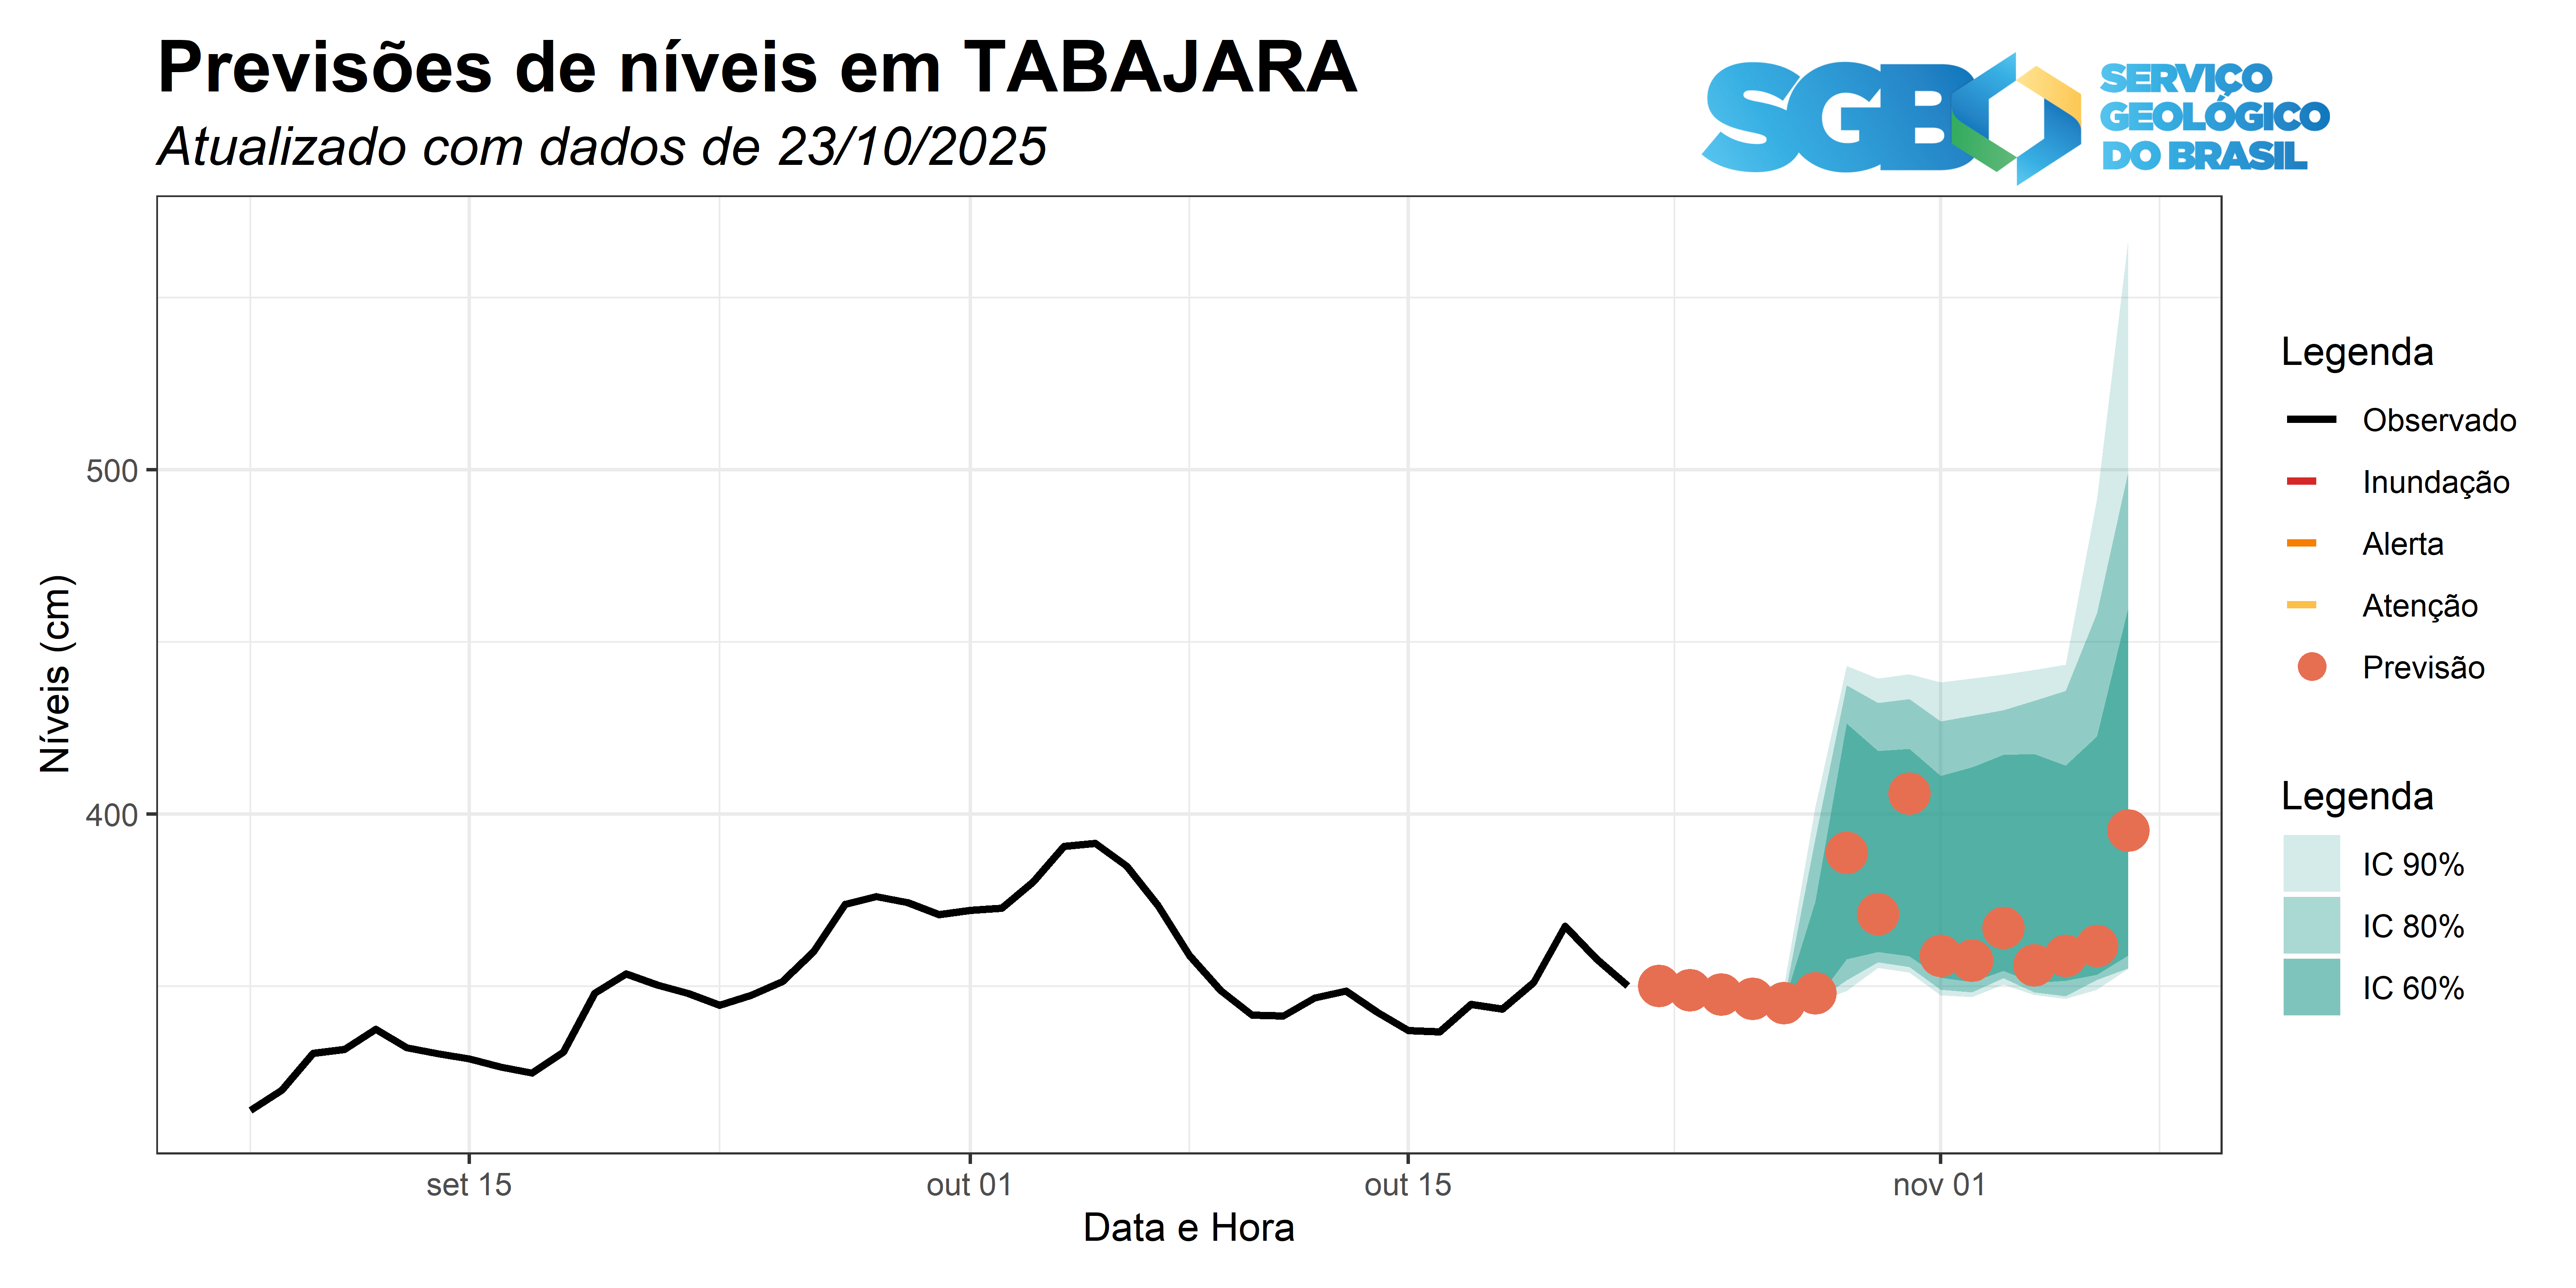 Previsões de níveis em TABAJARA
Atualizado com dados de 23/10/2025
SGB
SERVIÇO
GEOLÓGICO
DO BRASIL
Níveis (cm)
500
400
set 15
out 01
out 15
nov 01
Data e Hora
Legenda
Observado
Inundação
Alerta
Atenção
Previsão
Legenda
IC 90%
IC 80%
IC 60%